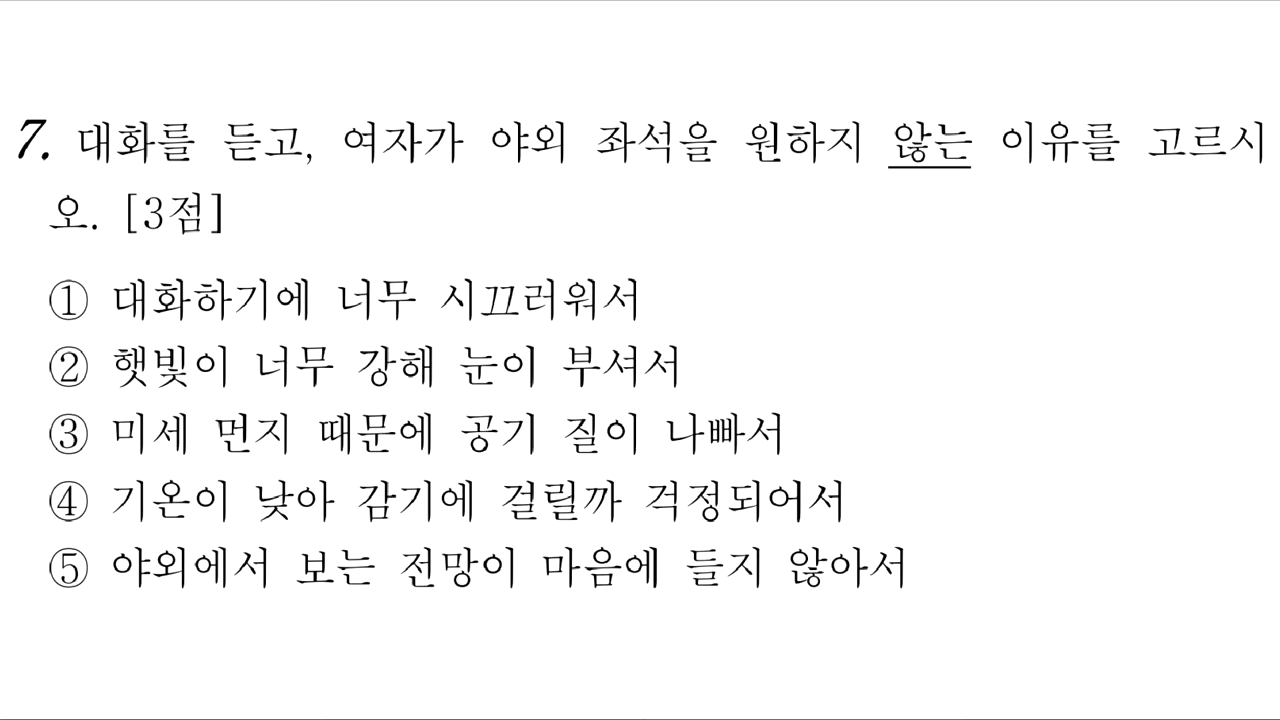 7. 대화를 듣고, 여자가 야외 좌석을 원하지 않는 이유를 고르시
오. [3점]
① 대화하기에 너무 시끄러워서
② 햇빛이 너무 강해 눈이 부셔서
③ 미세 먼지 때문에 공기 질이 나빠서
④ 기온이 낮아 감기에 걸릴까 걱정되어서
⑤ 야외에서 보는 전망이 마음에 들지 않아서